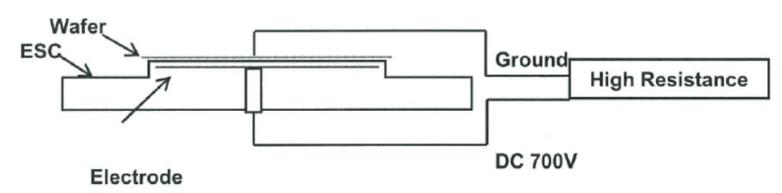 Wafer
ESC
Ground
High Resistance
DC 700V
Electrode